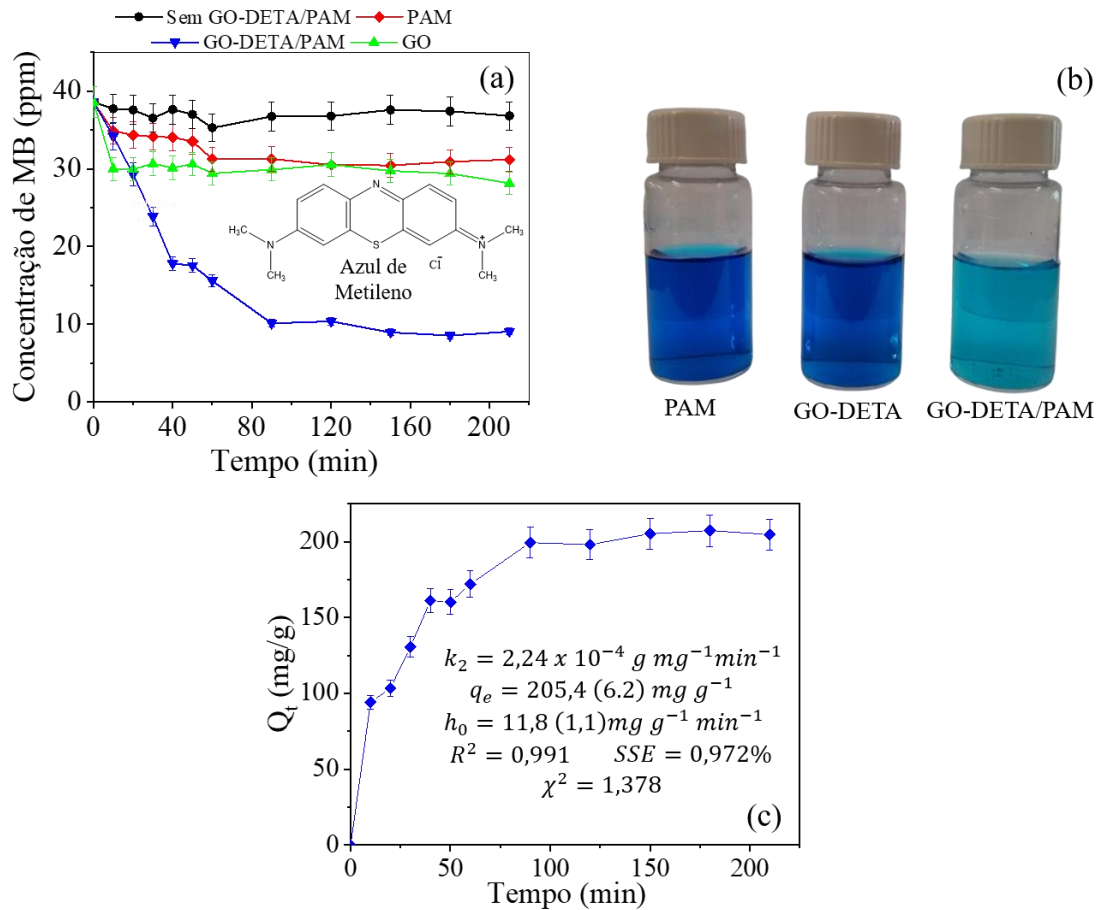 Sem GO-DETA/PAM PAM
GO-DETA/PAM GO
(a)
Concentração de MB (ppm)
40
30
20
10
0
0 40 80 120 160 200
Tempo (min)
N
H₃C N S N⁺ CH₃
CH₃ Cl⁻ CH₃
Azul de
Metileno
(b)
PAM GO-DETA GO-DETA/PAM
Qt (mg/g)
200
150
100
50
0
k₂ = 2,24 x 10⁻⁴ g mg⁻¹min⁻¹
qₑ = 205,4 (6.2) mg g⁻¹
h₀ = 11,8 (1,1)mg g⁻¹ min⁻¹
R² = 0,991 SSE = 0,972%
χ² = 1,378
(c)
0 50 100 150 200
Tempo (min)